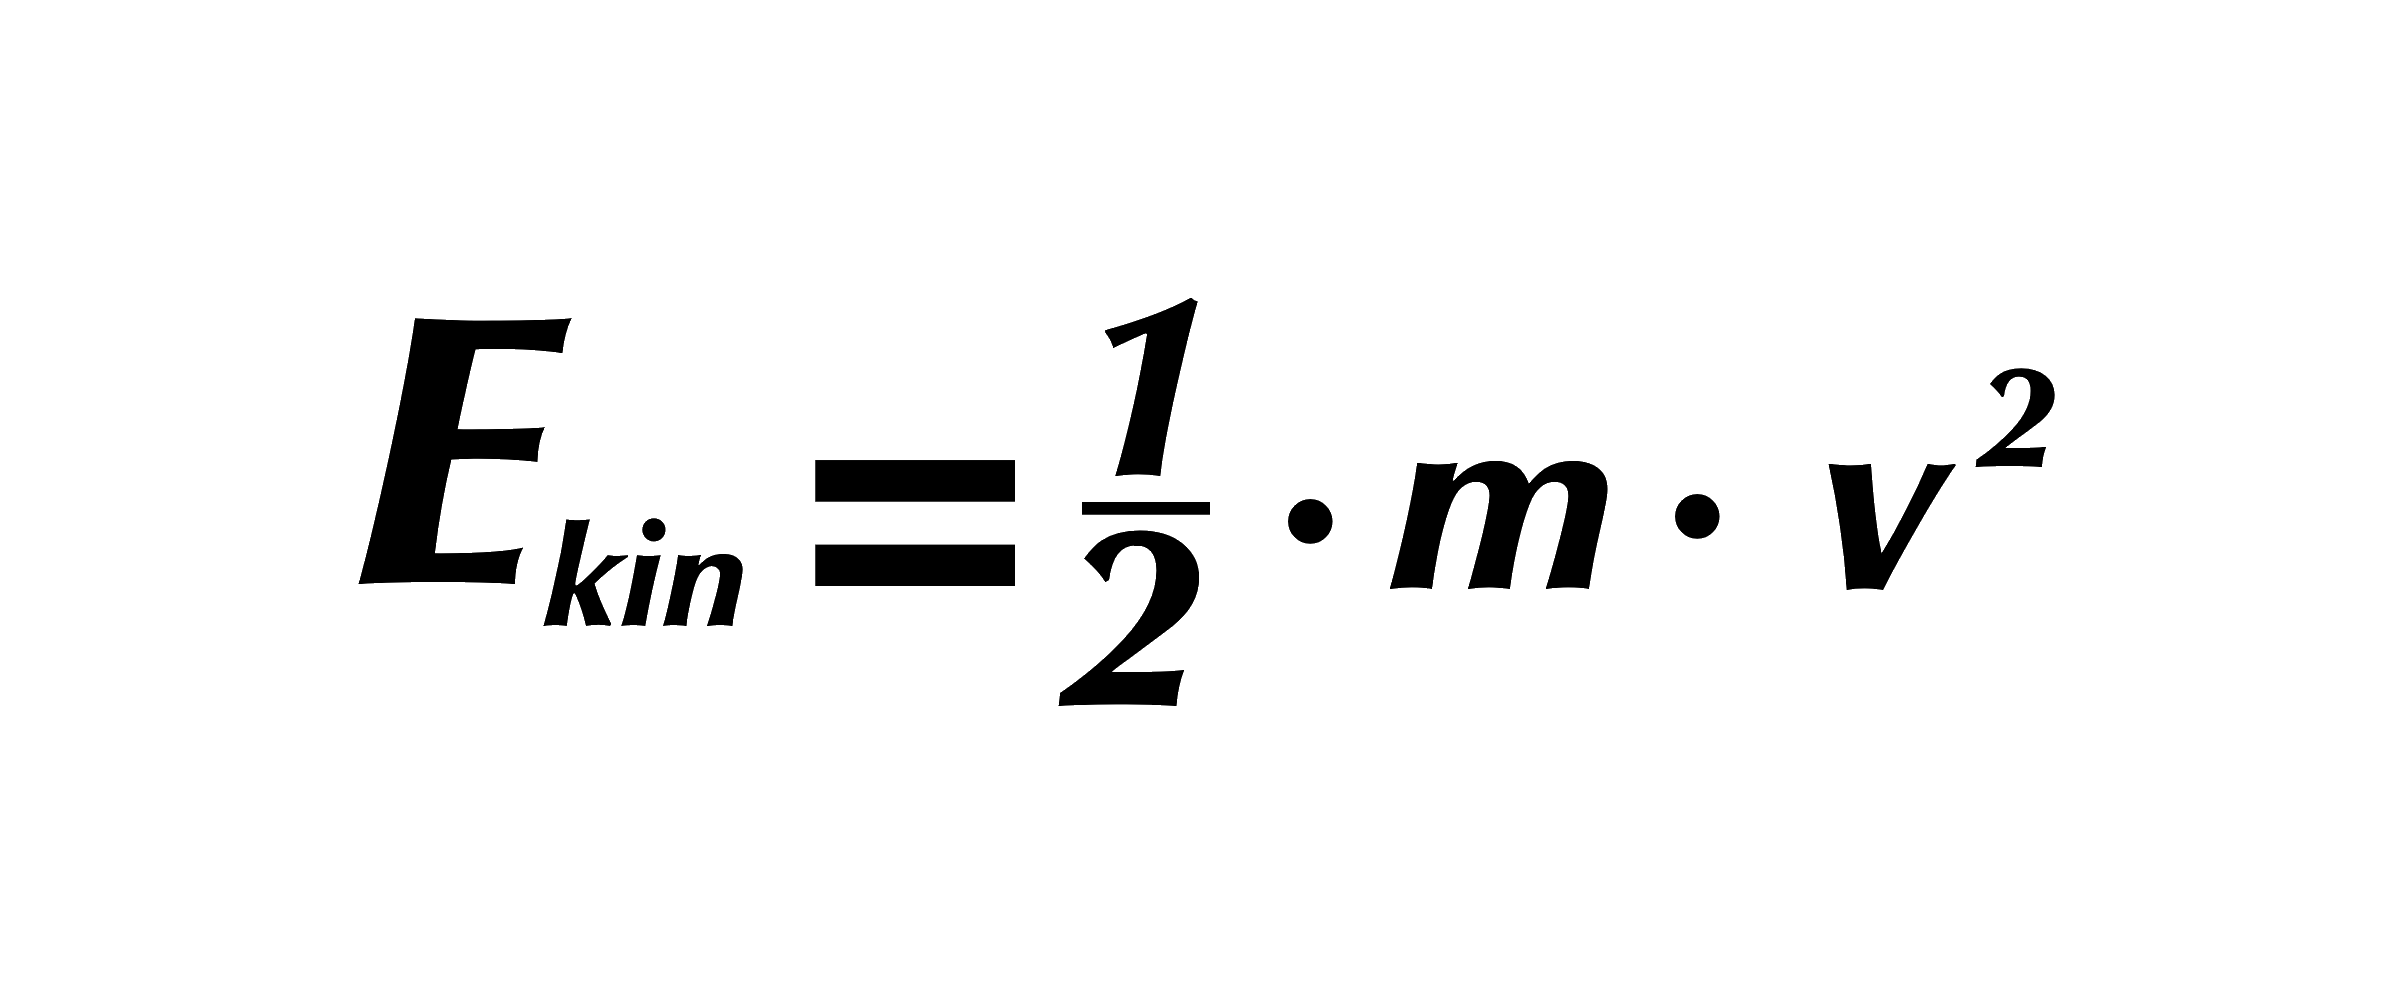 E_kin = 1/2 · m · v²